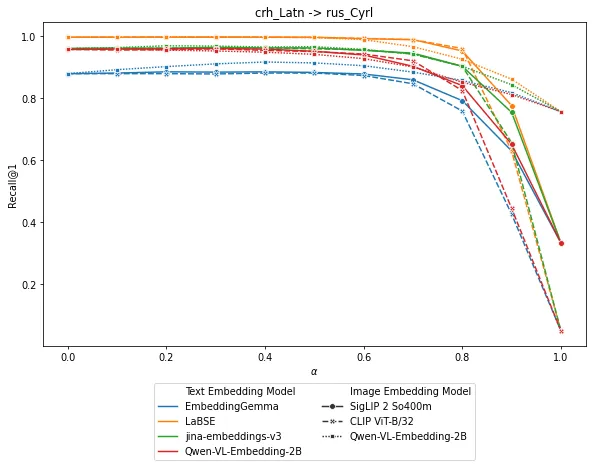 crh_Latn -> rus_Cyrl
Recall@1
1.0
0.8
0.6
0.4
0.2
0.0 0.2 0.4 0.6 0.8 1.0
α
Text Embedding Model Image Embedding Model
EmbeddingGemma SigLIP 2 So400m
LaBSE CLIP ViT-B/32
jina-embeddings-v3 Qwen-VL-Embedding-2B
Qwen-VL-Embedding-2B